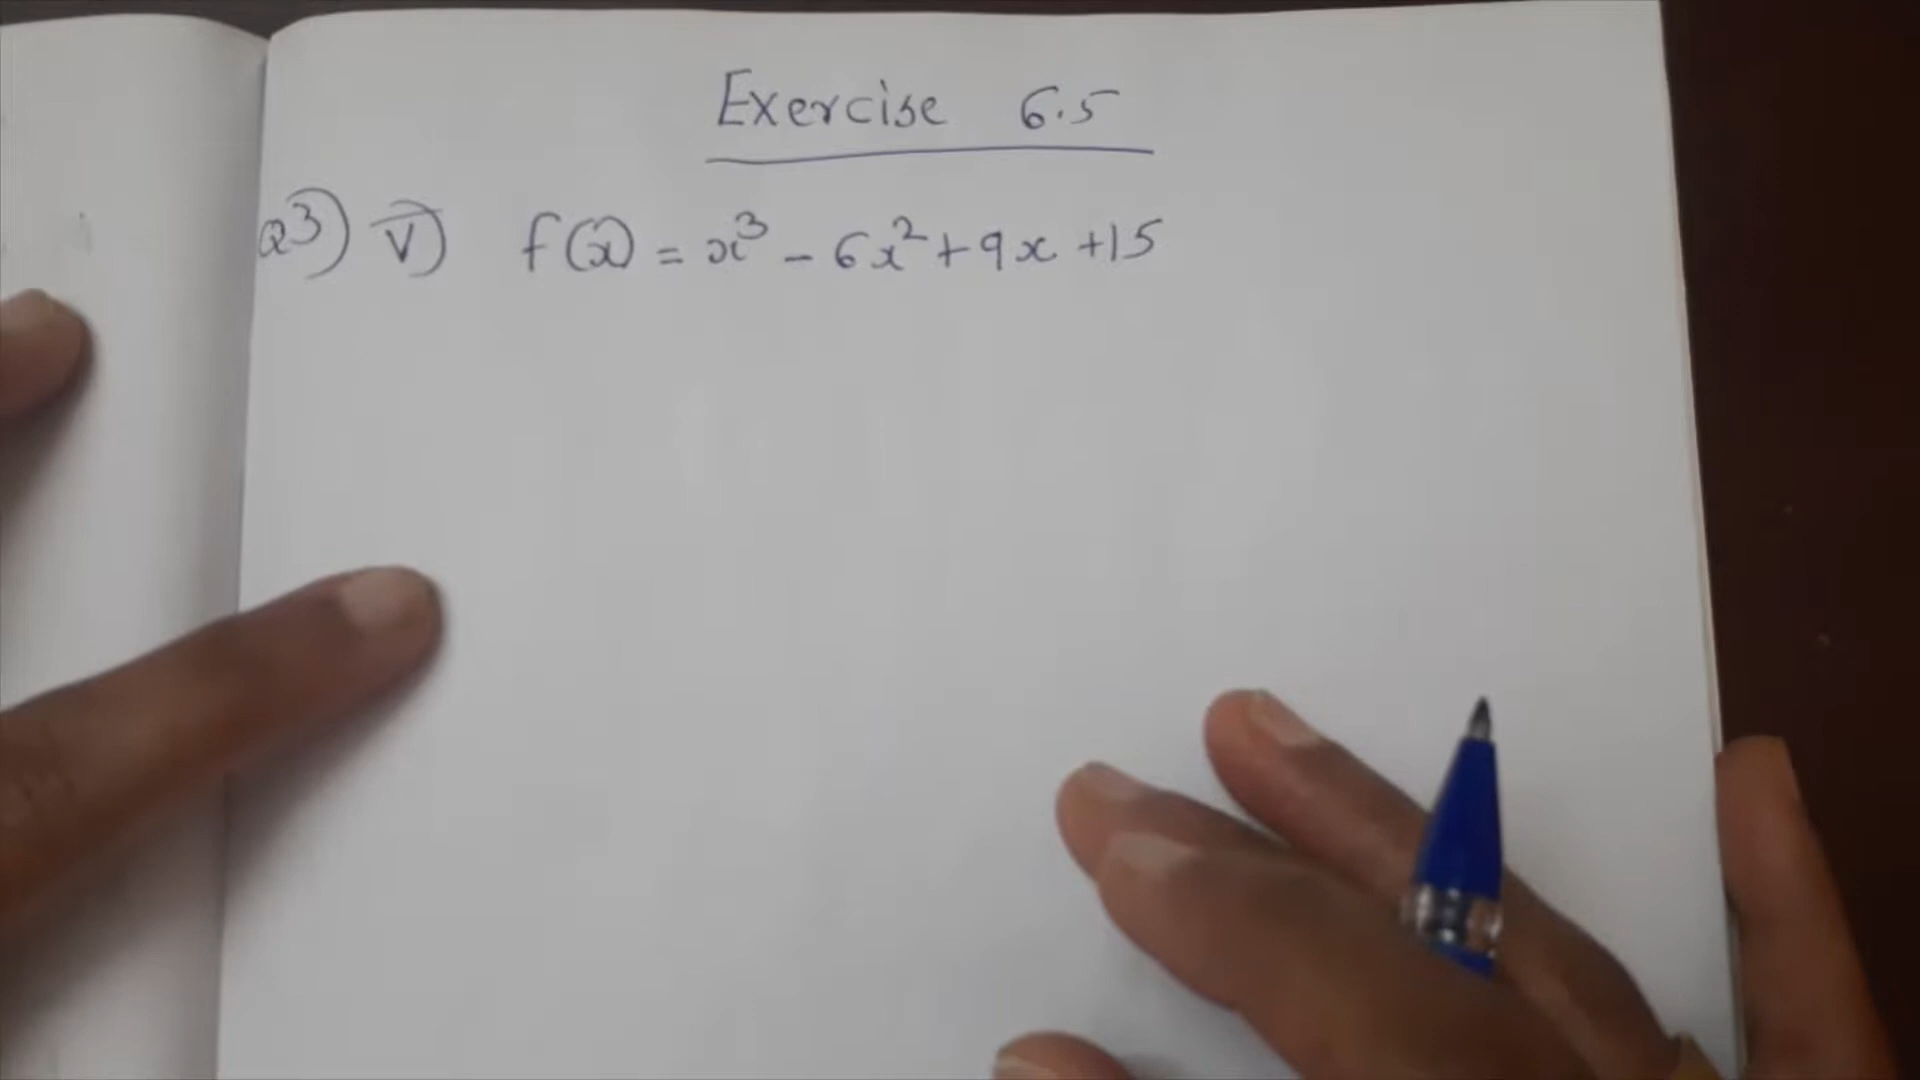 Exercise 6.5
Q3) v) f(x) = x³ - 6x² + 9x + 15